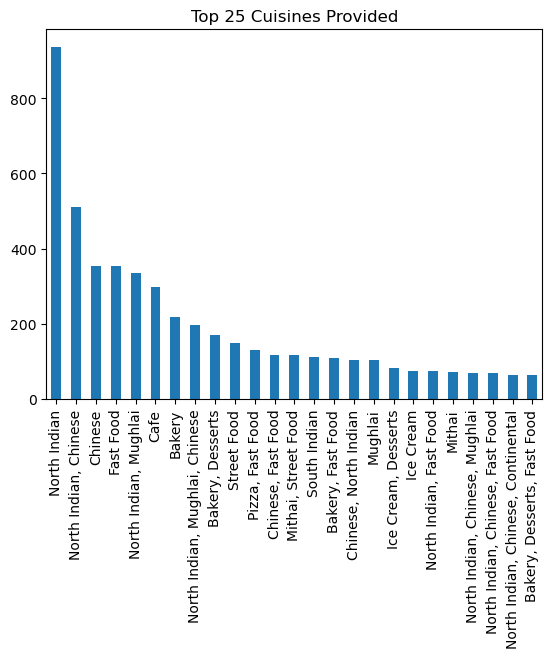 Top 25 Cuisines Provided
800
600
400
200
0
North Indian
North Indian, Chinese
Chinese
Fast Food
North Indian, Mughlai
Cafe
Bakery
North Indian, Mughlai, Chinese
Bakery, Desserts
Street Food
Pizza, Fast Food
Chinese, Fast Food
Mithai, Street Food
South Indian
Bakery, Fast Food
Chinese, North Indian
Mughlai
Ice Cream, Desserts
Ice Cream
North Indian, Fast Food
Mithai
North Indian, Chinese, Mughlai
North Indian, Chinese, Fast Food
North Indian, Chinese, Continental
Bakery, Desserts, Fast Food